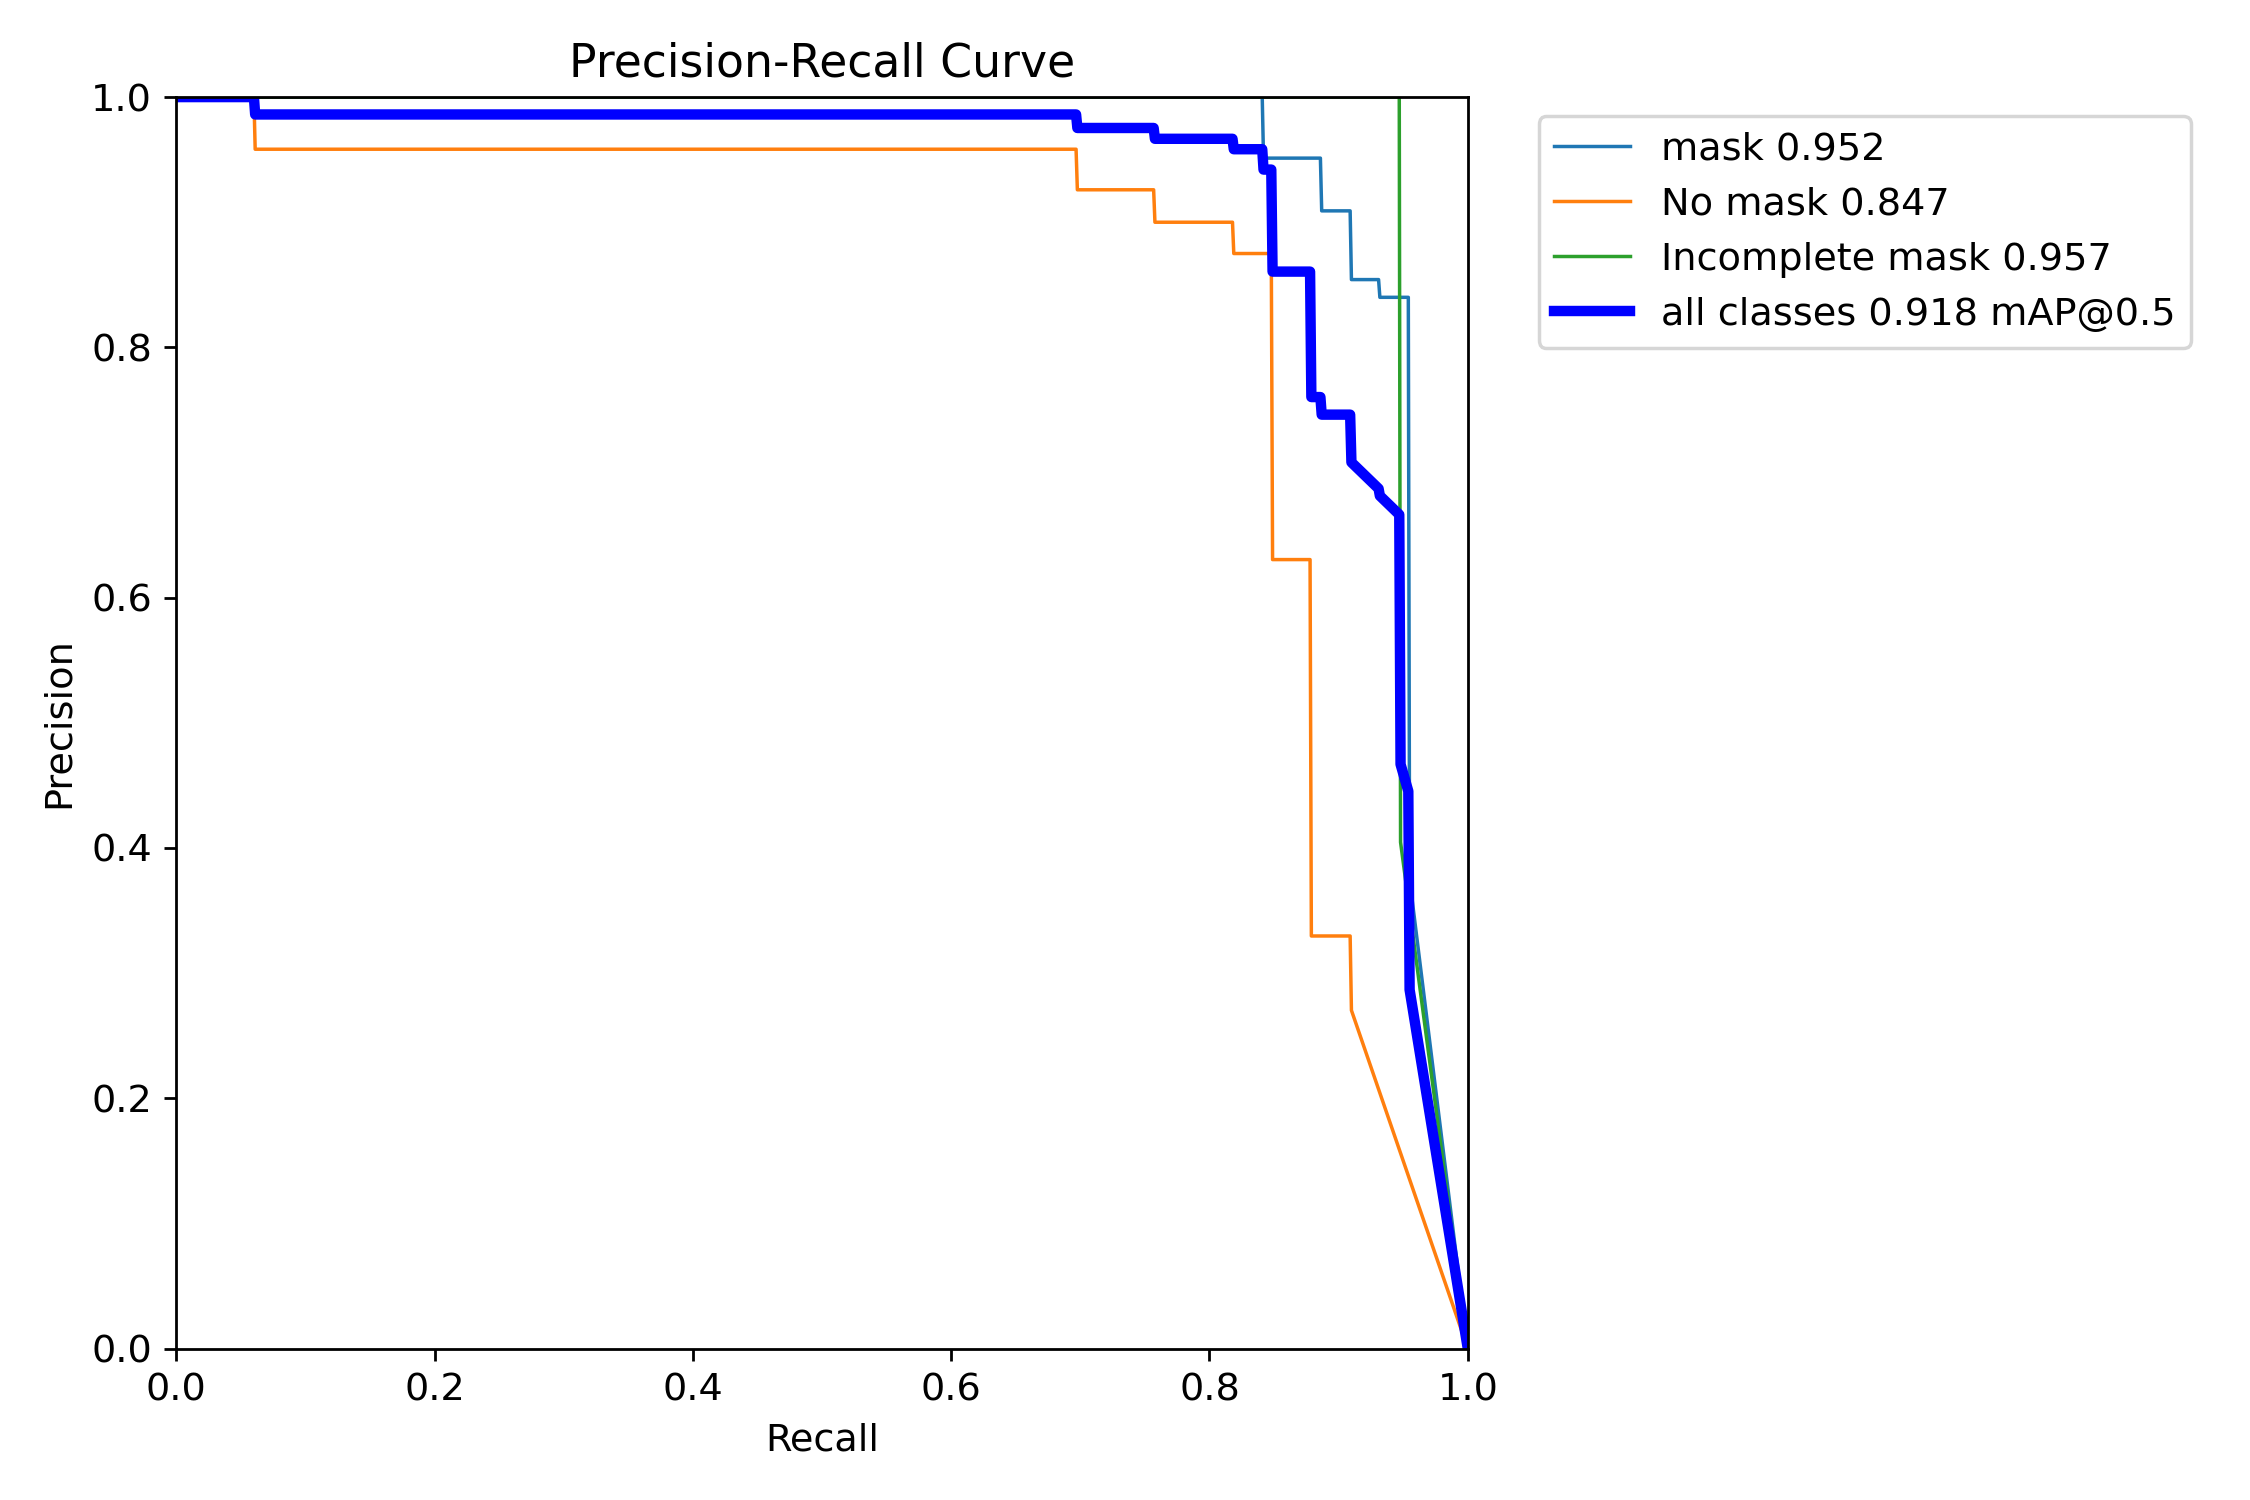 Precision-Recall Curve
1.0
0.8
0.6
0.4
0.2
0.0
Precision
0.0 0.2 0.4 0.6 0.8 1.0
Recall
mask 0.952
No mask 0.847
Incomplete mask 0.957
all classes 0.918 mAP@0.5